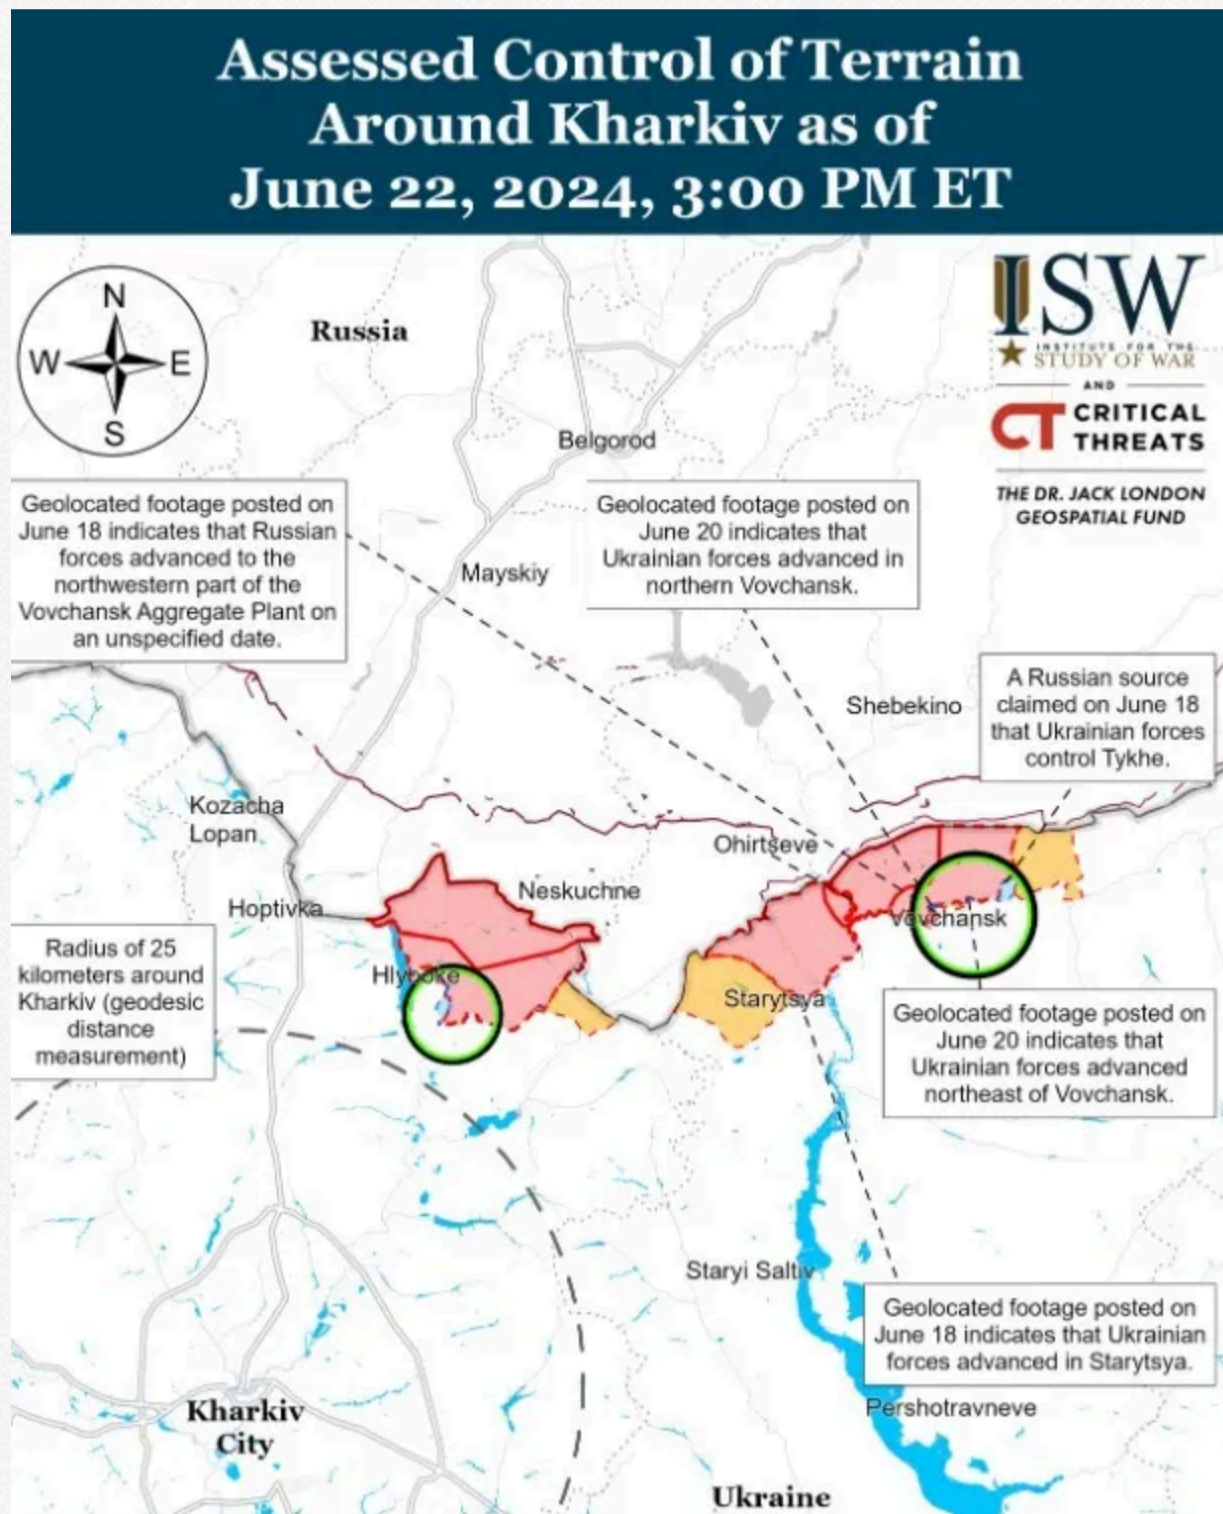 Assessed Control of Terrain
Around Kharkiv as of
June 22, 2024, 3:00 PM ET
N
W
E
S
Russia
ISW
INSTITUTE FOR THE
STUDY OF WAR
AND
CT CRITICAL
THREATS
THE DR. JACK LONDON
GEOSPATIAL FUND
Belgorod
Geolocated footage posted on
June 18 indicates that Russian
forces advanced to the
northwestern part of the
Vovchansk Aggregate Plant on
an unspecified date.
Geolocated footage posted on
June 20 indicates that
Ukrainian forces advanced in
northern Vovchansk.
Mayskiy
Shebekino
A Russian source
claimed on June 18
that Ukrainian forces
control Tykhe.
Kozacha
Lopan
Ohirtseve
Neskuchne
Hoptivka
Vovchansk
Radius of 25
kilometers around
Kharkiv (geodesic
distance
measurement)
Hlyboke
Starytsya
Geolocated footage posted on
June 20 indicates that
Ukrainian forces advanced
northeast of Vovchansk.
Staryi Saltiv
Geolocated footage posted on
June 18 indicates that Ukrainian
forces advanced in Starytsya.
Pershotravneve
Kharkiv
City
Ukraine